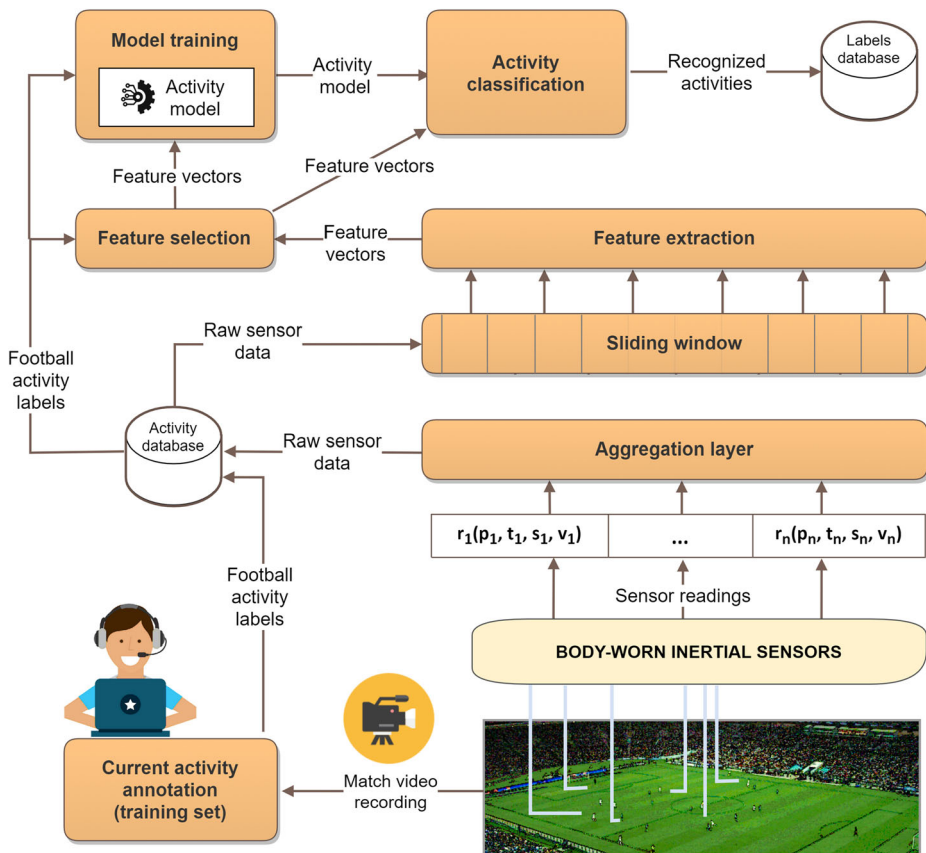 Model training
Activity
model
Activity
model
Activity
classification
Recognized
activities
Labels
database
Feature vectors
Feature vectors
Feature selection
Feature
vectors
Feature extraction
Raw sensor
data
Sliding window
Football
activity
labels
Activity
database
Raw sensor
data
Aggregation layer
r₁(p₁, t₁, s₁, v₁)
...
rₙ(pₙ, tₙ, sₙ, vₙ)
Football
activity
labels
Sensor readings
BODY-WORN INERTIAL SENSORS
Current activity
annotation
(training set)
Match video
recording